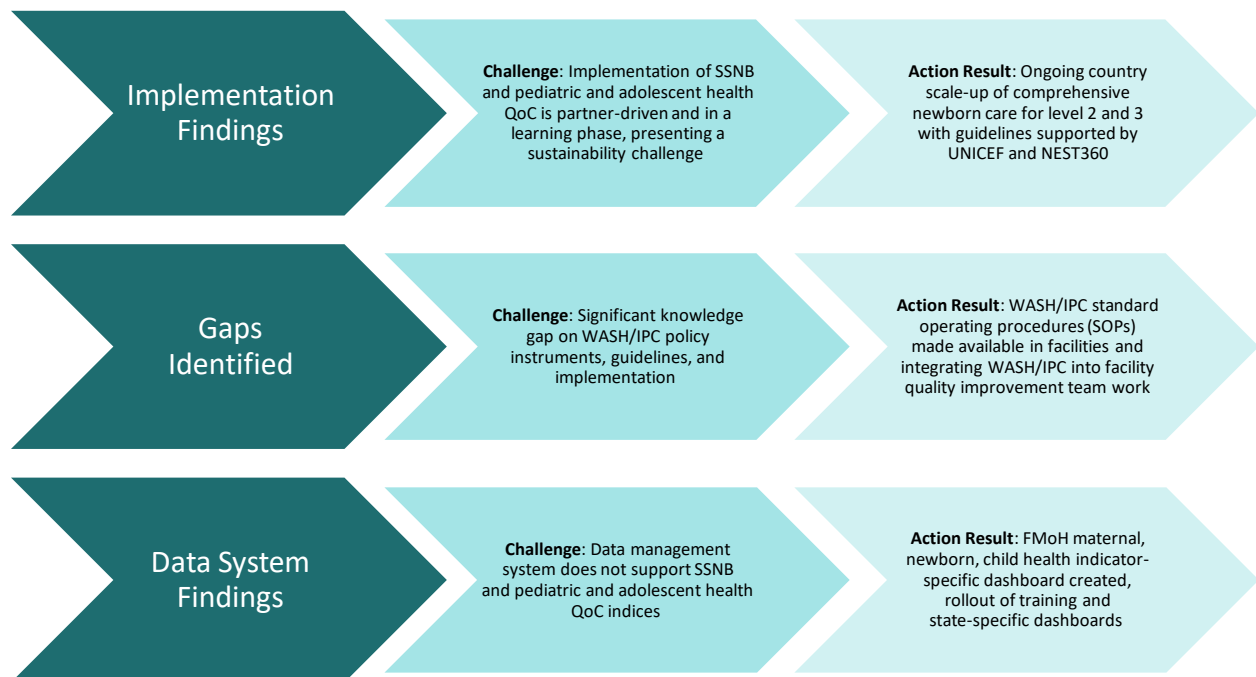 Implementation
Findings
Challenge: Implementation of SSNB
and pediatric and adolescent health
QoC is partner-driven and in a
learning phase, presenting a
sustainability challenge
Action Result: Ongoing country
scale-up of comprehensive
newborn care for level 2 and 3
with guidelines supported by
UNICEF and NEST360
Gaps
Identified
Challenge: Significant knowledge
gap on WASH/IPC policy
instruments, guidelines, and
implementation
Action Result: WASH/IPC standard
operating procedures (SOPs)
made available in facilities and
integrating WASH/IPC into facility
quality improvement team work
Data System
Findings
Challenge: Data management
system does not support SSNB
and pediatric and adolescent health
QoC indices
Action Result: FMoH maternal,
newborn, child health indicator-
specific dashboard created,
rollout of training and
state-specific dashboards